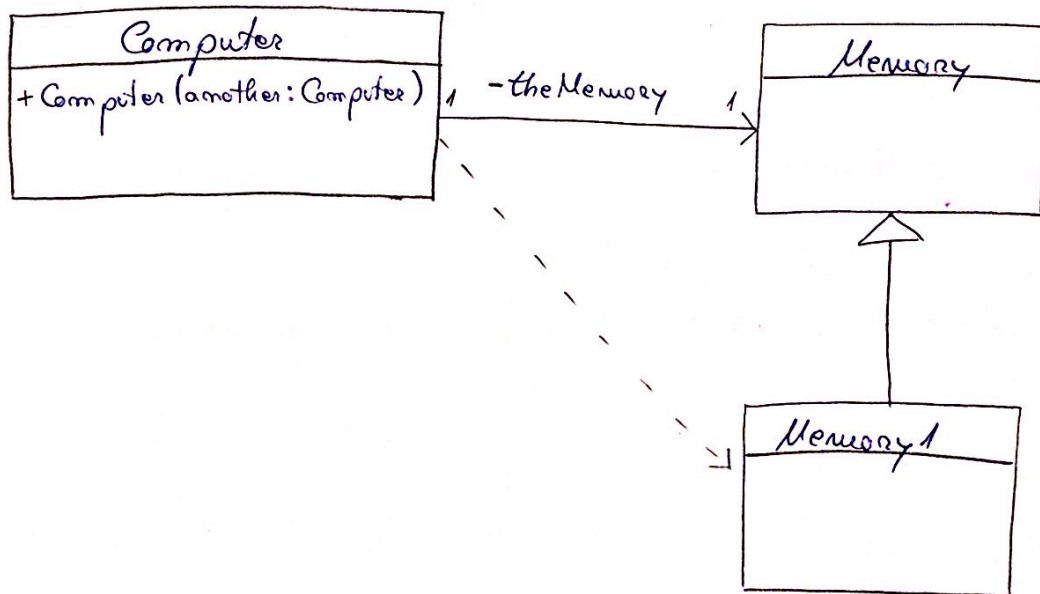 Computer
+ Computer (another: Computer)
1 -theMemory 1
Memory
Memory1